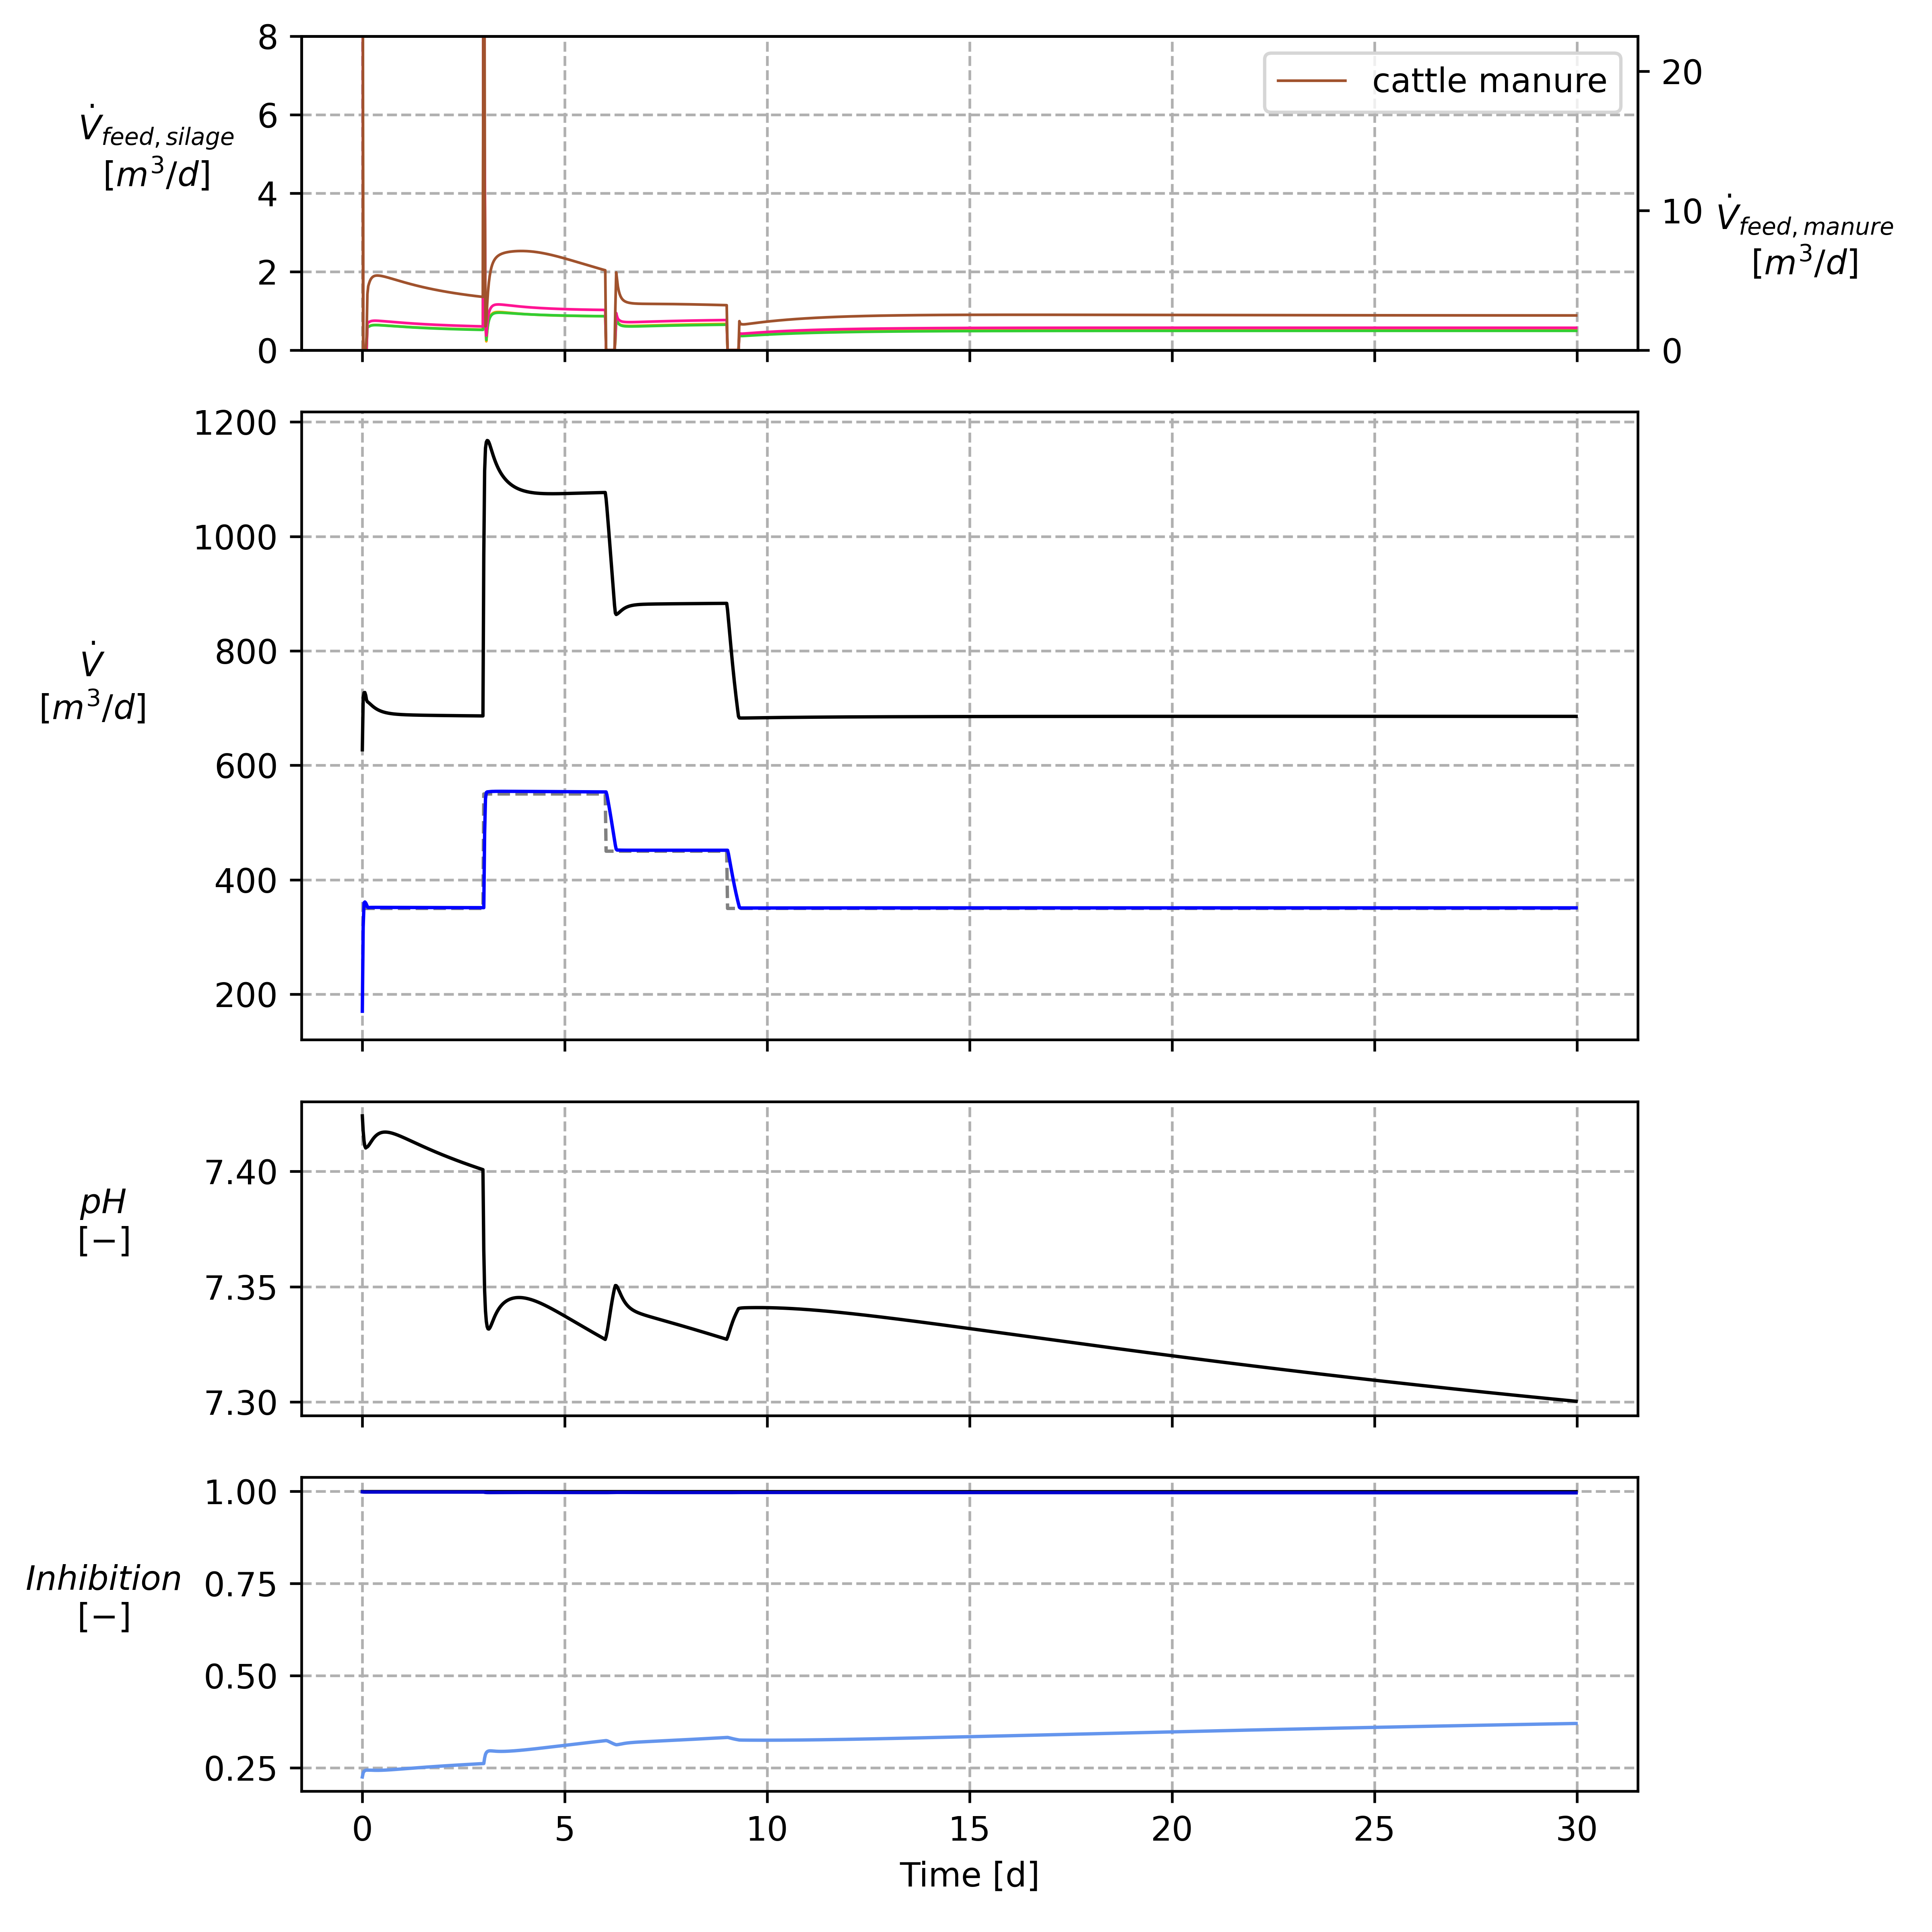 8
6
4
2
0
V̇feed, silage
[m³/d]
cattle manure
20
10
0
V̇feed, manure
[m³/d]
1200
1000
800
600
400
200
V̇
[m³/d]
7.40
7.35
7.30
pH
[−]
1.00
0.75
0.50
0.25
Inhibition
[−]
0 5 10 15 20 25 30
Time [d]